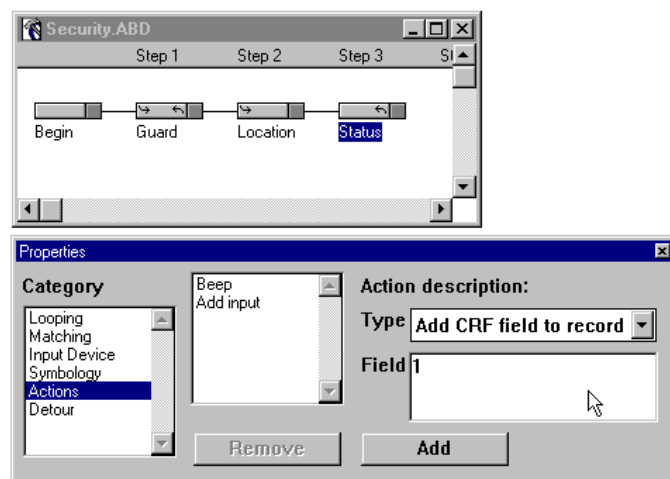 Security.ABD
Step 1 Step 2 Step 3
Begin Guard Location Status
Properties
Category
Looping
Matching
Input Device
Symbology
Actions
Detour
Beep
Add input
Remove
Action description:
Type Add CRF field to record
Field 1
Add